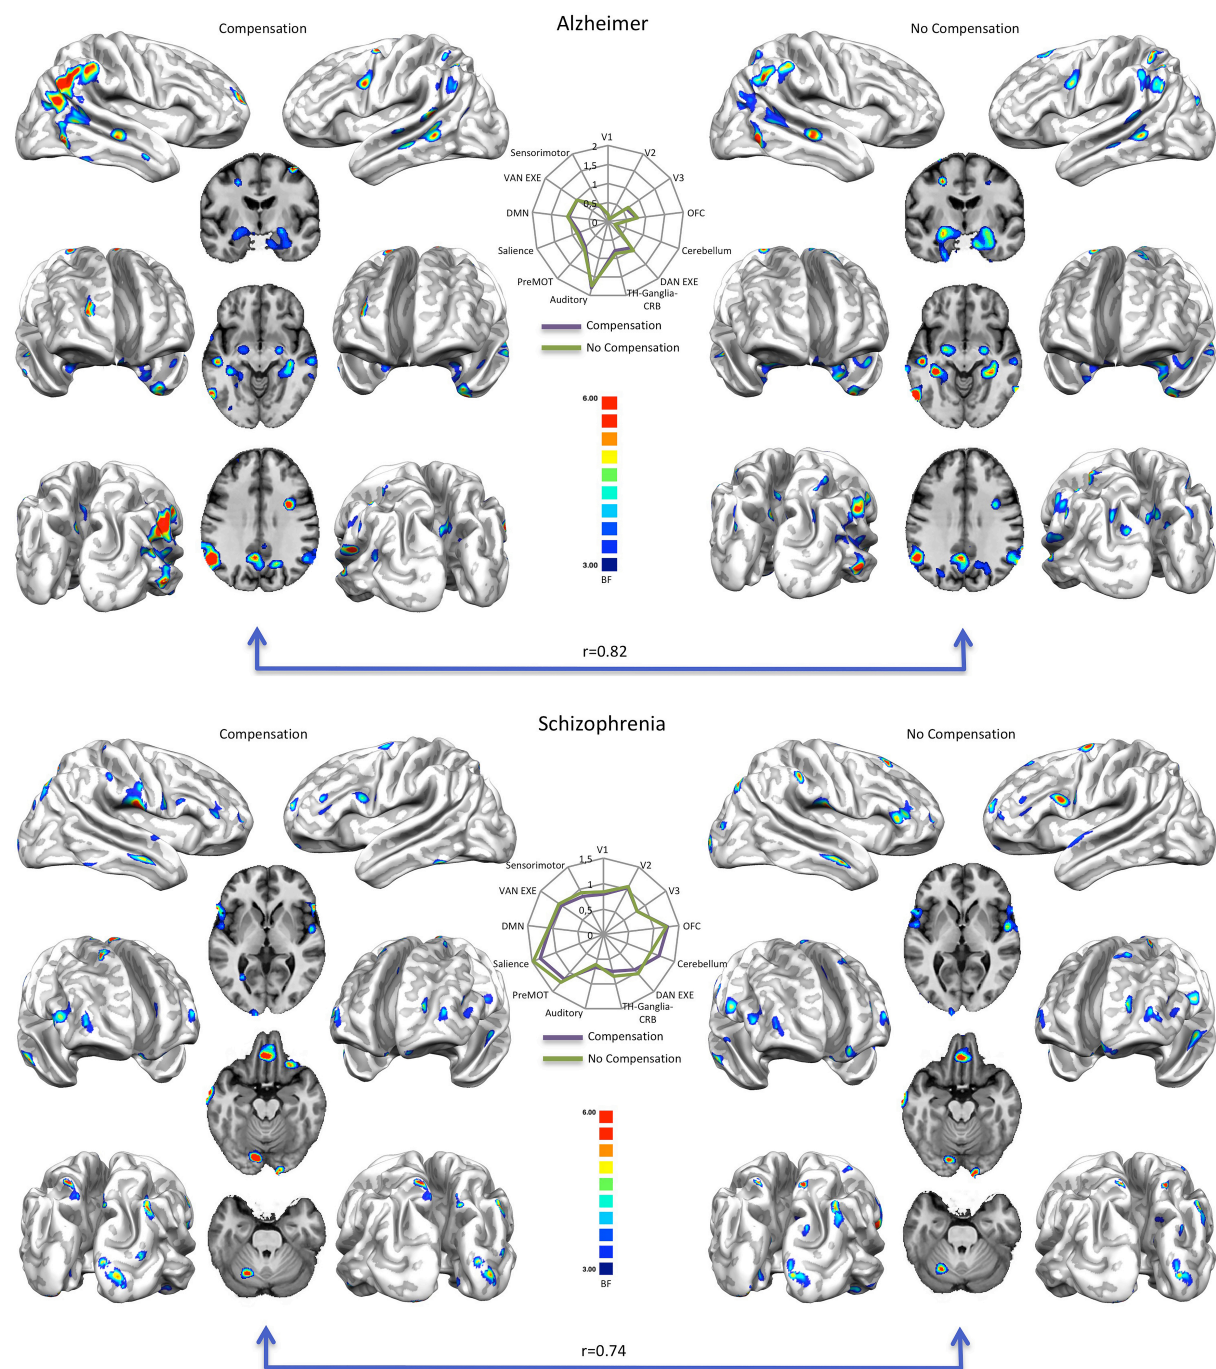 Alzheimer
Compensation
No Compensation
V1
2
V2
Sensorimotor
1,5
VAN EXE
V3
1
0,5
DMN
OFC
0
Salience
Cerebellum
PreMOT
DAN EXE
Auditory
TH-Ganglia-
CRB
Compensation
No Compensation
6.00
3.00
BF
r=0.82
Schizophrenia
Compensation
No Compensation
V1
1,5
V2
Sensorimotor
1
VAN EXE
V3
0,5
DMN
OFC
0
Salience
Cerebellum
PreMOT
DAN EXE
Auditory
TH-Ganglia-
CRB
Compensation
No Compensation
6.00
3.00
BF
r=0.74